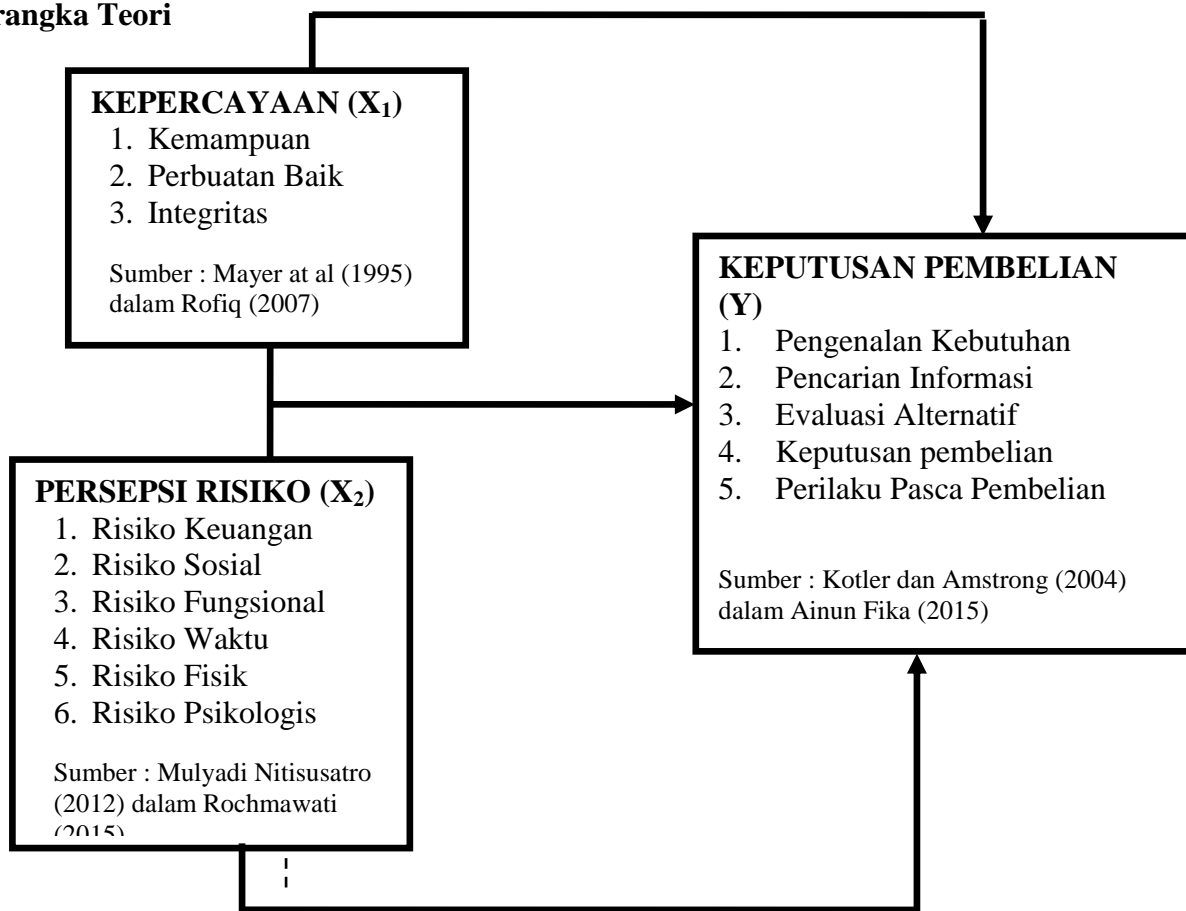 rangka Teori
KEPERCAYAAN (X₁)
1. Kemampuan
2. Perbuatan Baik
3. Integritas
Sumber : Mayer at al (1995)
dalam Rofiq (2007)
PERSEPSI RISIKO (X₂)
1. Risiko Keuangan
2. Risiko Sosial
3. Risiko Fungsional
4. Risiko Waktu
5. Risiko Fisik
6. Risiko Psikologis
Sumber : Mulyadi Nitisusatro
(2012) dalam Rochmawati
(2015)
KEPUTUSAN PEMBELIAN
(Y)
1. Pengenalan Kebutuhan
2. Pencarian Informasi
3. Evaluasi Alternatif
4. Keputusan pembelian
5. Perilaku Pasca Pembelian
Sumber : Kotler dan Amstrong (2004)
dalam Ainun Fika (2015)